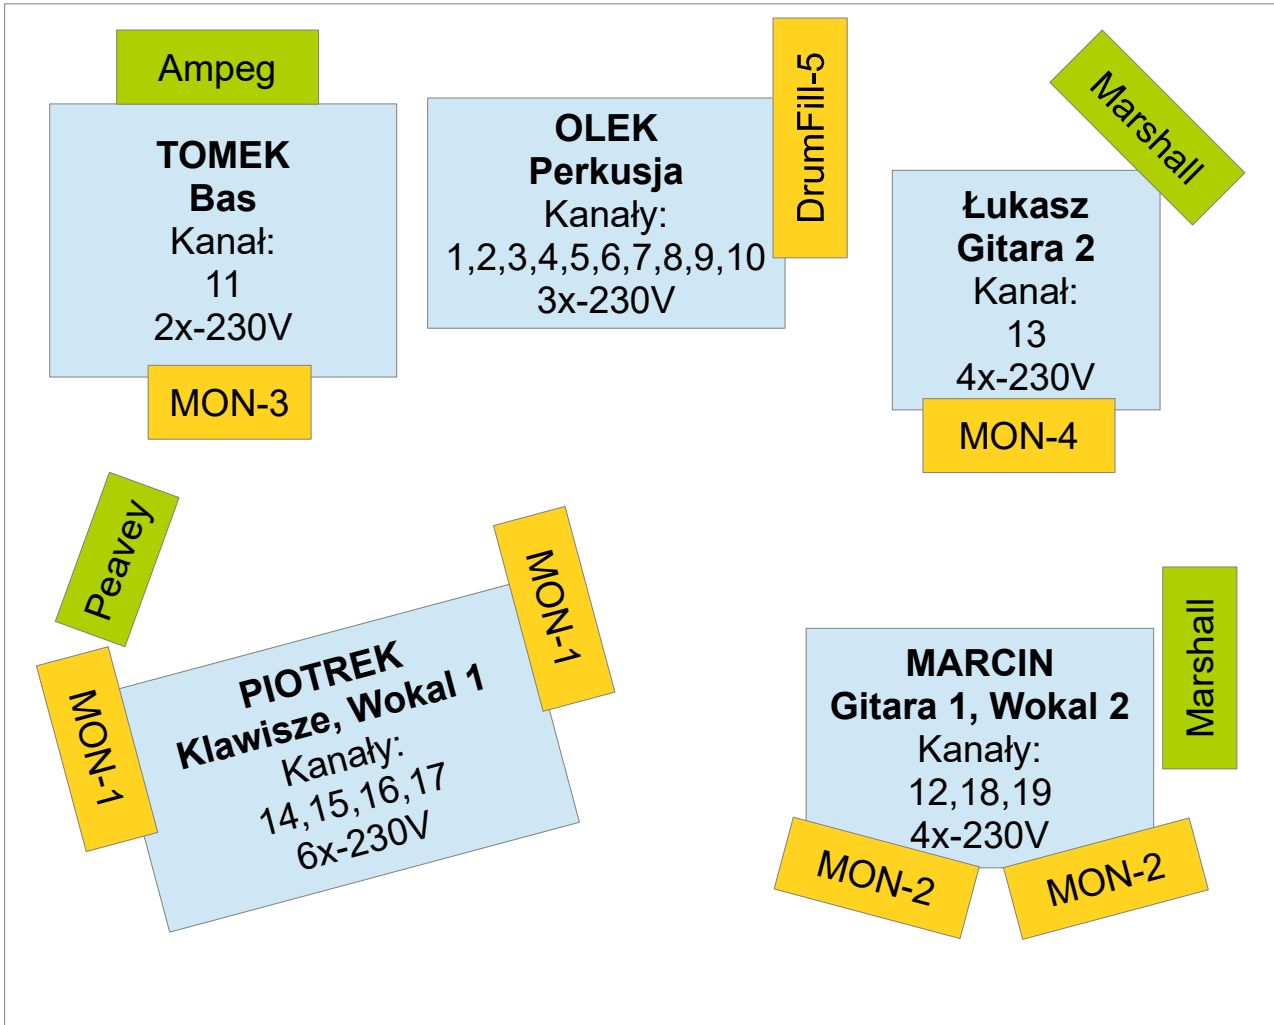 Ampeg
TOMEK
Bas
Kanał:
11
2x-230V
MON-3
OLEK
Perkusja
Kanały:
1,2,3,4,5,6,7,8,9,10
3x-230V
DrumFill-5
Marshall
Łukasz
Gitara 2
Kanał:
13
4x-230V
MON-4
Peavey
MON-1
PIOTREK
Klawisze, Wokal 1
Kanały:
14,15,16,17
6x-230V
MON-1
MARCIN
Gitara 1, Wokal 2
Kanały:
12,18,19
4x-230V
Marshall
MON-2
MON-2